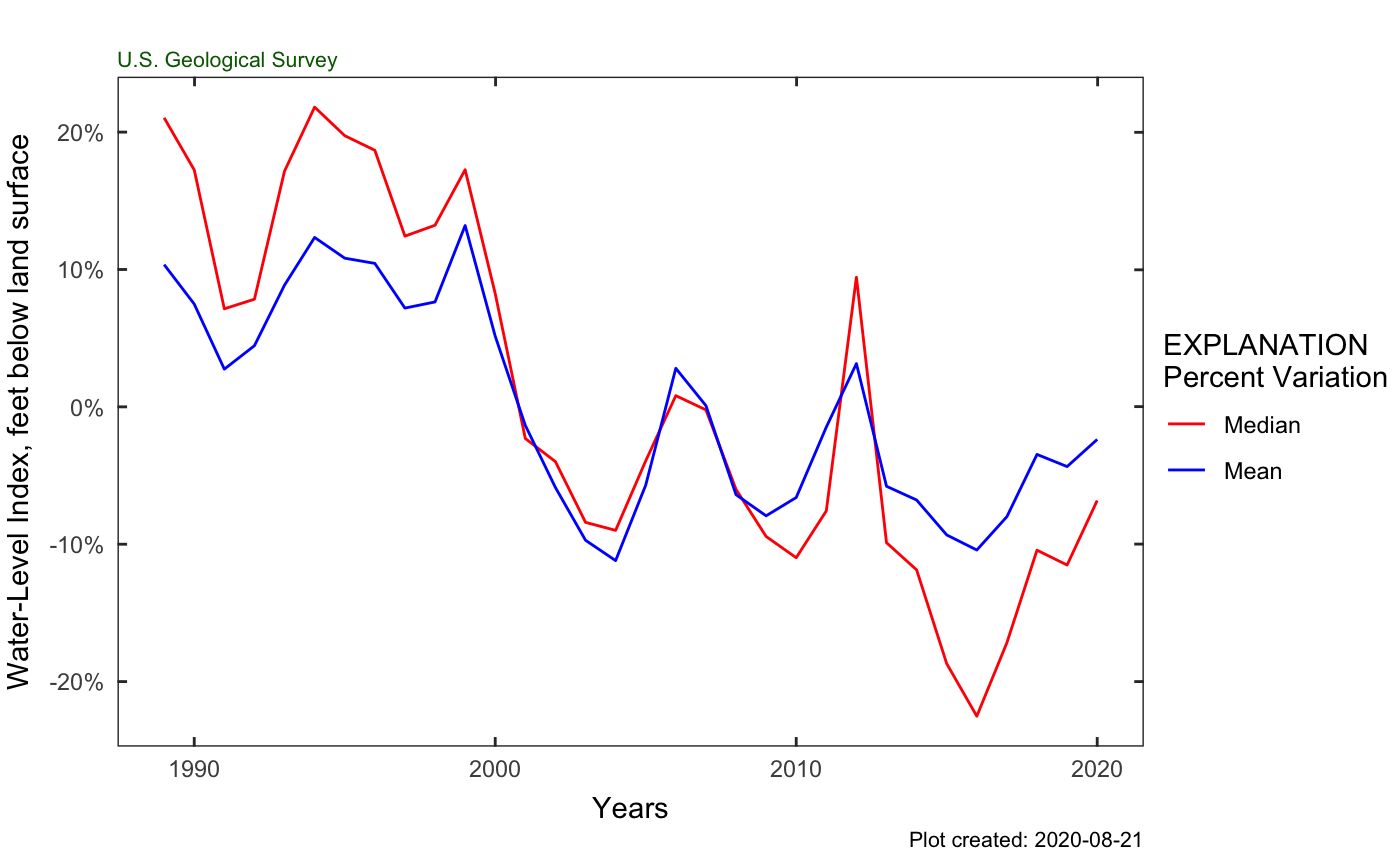 U.S. Geological Survey
Water-Level Index, feet below land surface
20%
10%
0%
-10%
-20%
1990
2000
2010
2020
Years
EXPLANATION
Percent Variation
Median
Mean
Plot created: 2020-08-21